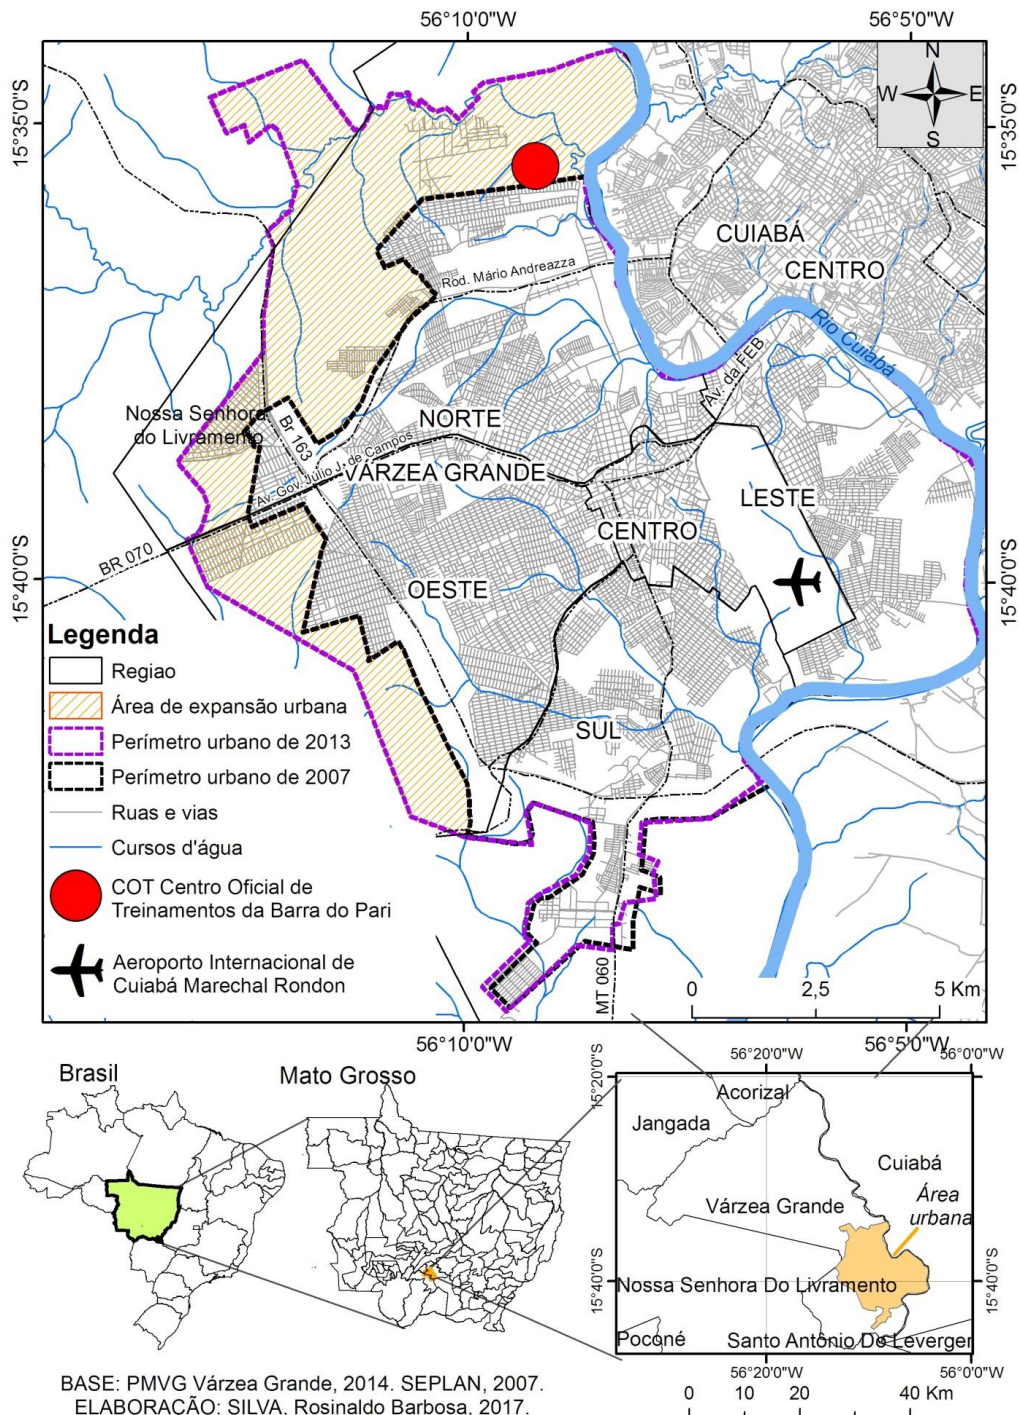 56°10'0"W
56°5'0"W
N
W
E
S
15°35'0"S
15°35'0"S
CUIABÁ
CENTRO
Rod. Mário Andreazza
Rio Cuiabá
Av. da FEB
Nossa Senhora
do Livramento
Br 163
NORTE
Av. Gov. Júlio J. de Campos
VÁRZEA GRANDE
LESTE
CENTRO
BR 070
OESTE
15°40'0"S
15°40'0"S
SUL
MT 060
Legenda
Regiao
Área de expansão urbana
Perímetro urbano de 2013
Perímetro urbano de 2007
Ruas e vias
Cursos d'água
COT Centro Oficial de
Treinamentos da Barra do Pari
Aeroporto Internacional de
Cuiabá Marechal Rondon
0 2,5 5 Km
56°10'0"W
56°5'0"W
Brasil
Mato Grosso
56°20'0"W
56°0'0"W
15°20'0"S
Acorizal
Jangada
Cuiabá
Várzea Grande
Área
urbana
15°40'0"S
15°40'0"S
Nossa Senhora Do Livramento
Poconé
Santo Antônio Do Leverger
56°20'0"W
56°0'0"W
0 10 20 40 Km
BASE: PMVG Várzea Grande, 2014. SEPLAN, 2007.
ELABORAÇÃO: SILVA, Rosinaldo Barbosa, 2017.